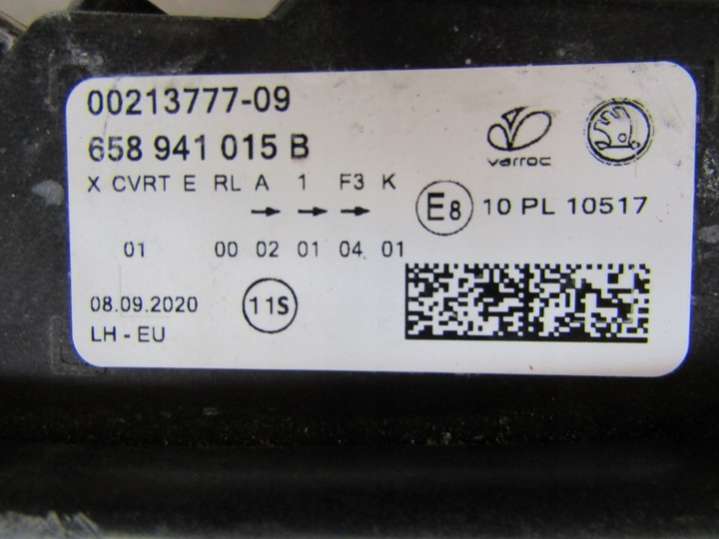 00213777-09
658 941 015 B
varroc
X CVRT E RL A 1 F3 K
→ → →
E8 10 PL 10517
01 00 02 01 04 01
08.09.2020
11S
LH - EU